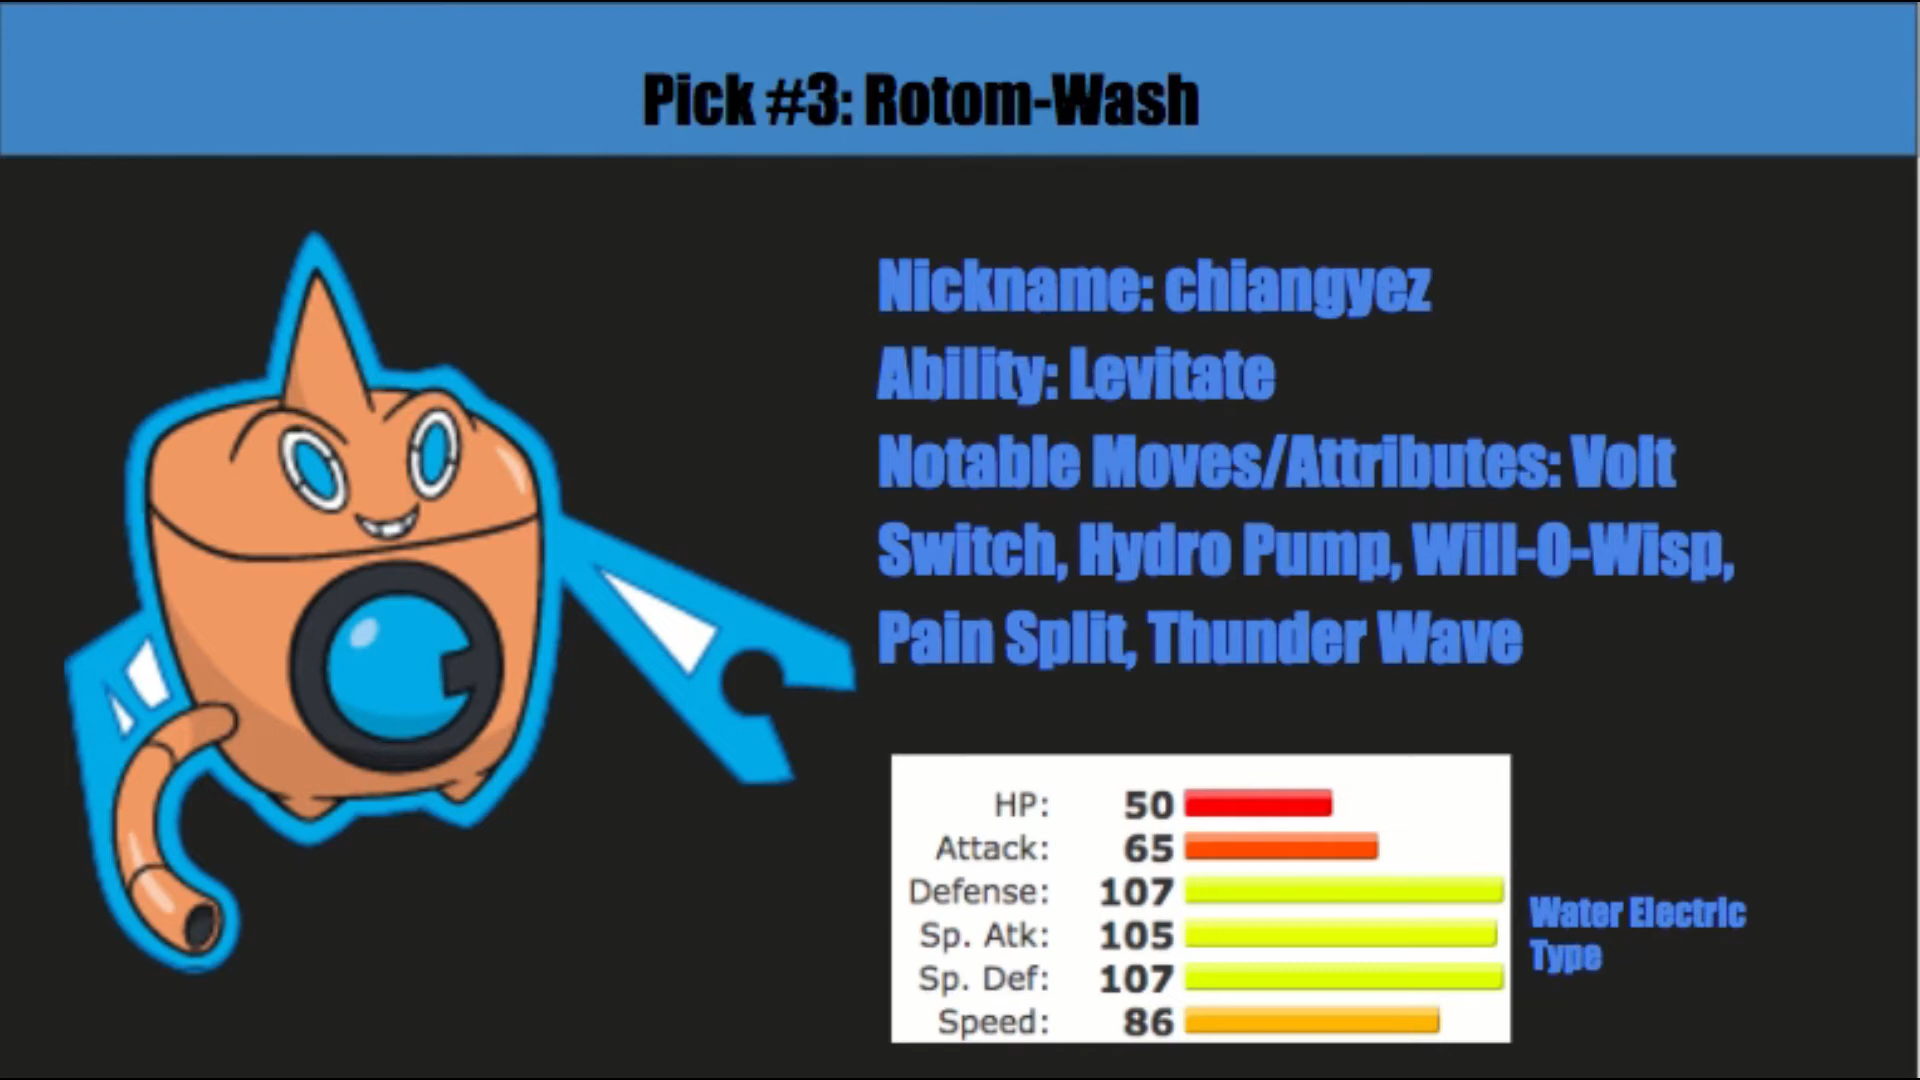 Pick #3: Rotom-Wash
Nickname: chiangyez
Ability: Levitate
Notable Moves/Attributes: Volt
Switch, Hydro Pump, Will-O-Wisp,
Pain Split, Thunder Wave
HP: 50
Attack: 65
Defense: 107
Sp. Atk: 105
Sp. Def: 107
Speed: 86
Water Electric
Type